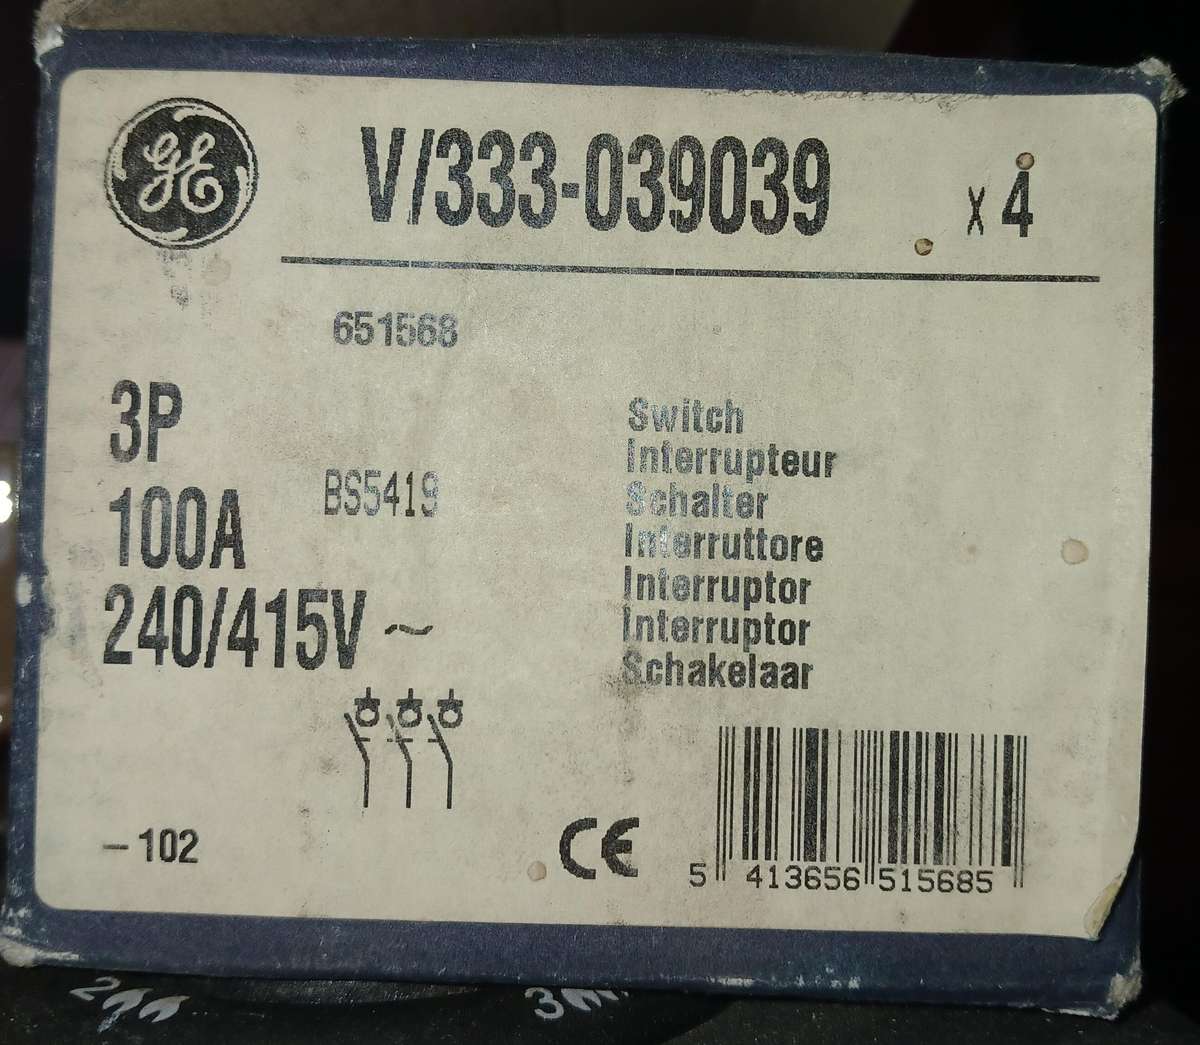 GE
V/333-039039 x 4
651568
3P
100A
240/415V ~
BS5419
Switch
Interrupteur
Schalter
Interruttore
Interruptor
Interruptor
Schakelaar
-102
CE
5 413656 515685